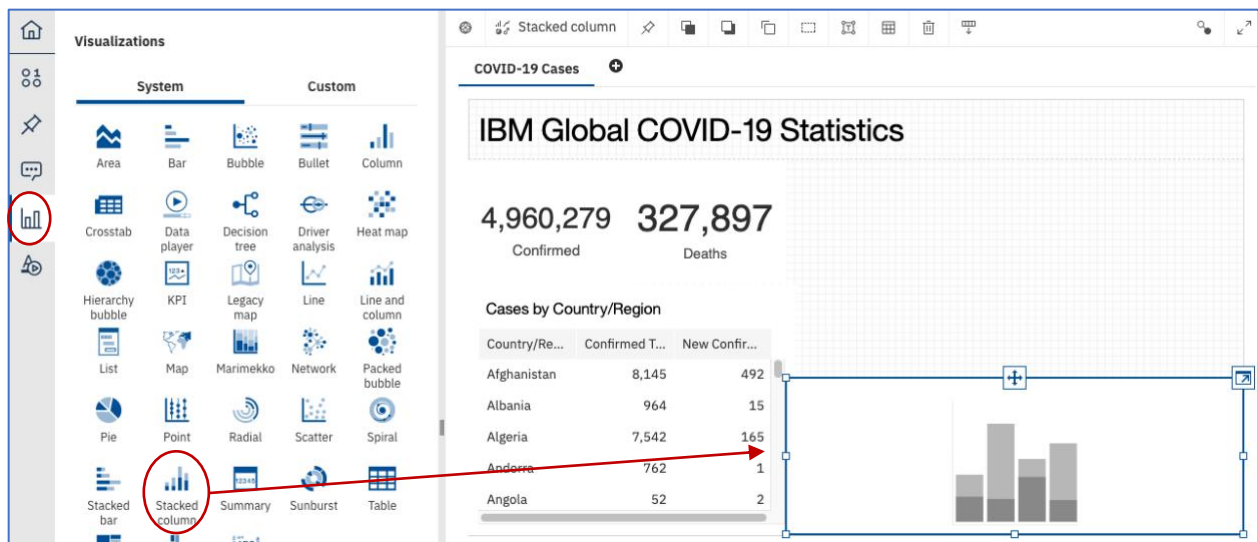 Stacked column
Visualizations
COVID-19 Cases
System Custom
IBM Global COVID-19 Statistics
Area Bar Bubble Bullet Column
4,960,279 327,897
Confirmed Deaths
Crosstab Data player Decision tree Driver analysis Heat map
Hierarchy bubble KPI Legacy map Line Line and column
Cases by Country/Region
Country/Re... Confirmed T... New Confir...
List Map Marimekko Network Packed bubble
Afghanistan 8,145 492
Albania 964 15
Pie Point Radial Scatter Spiral
Algeria 7,542 165
Andorra 762 1
Stacked bar Stacked column Summary Sunburst Table
Angola 52 2